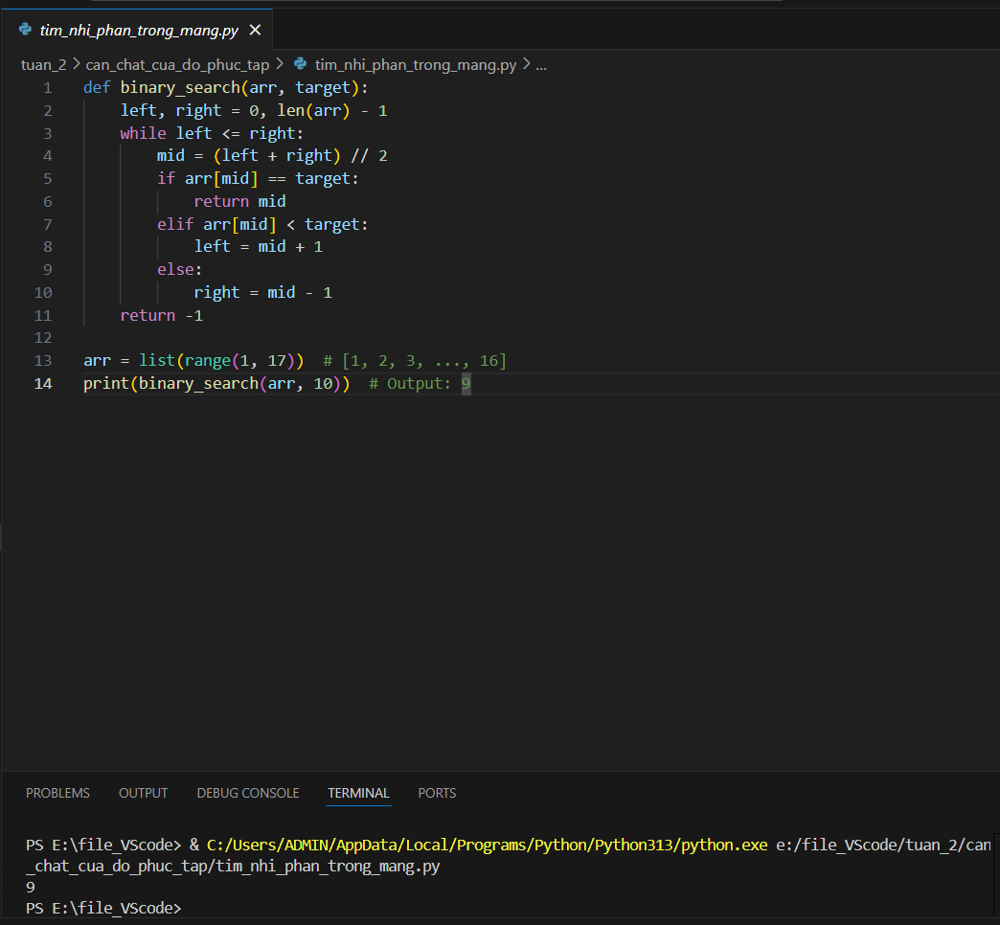 tim_nhi_phan_trong_mang.py ×
tuan_2 > can_chat_cua_do_phuc_tap > tim_nhi_phan_trong_mang.py > ...
1 def binary_search(arr, target):
2     left, right = 0, len(arr) - 1
3     while left <= right:
4         mid = (left + right) // 2
5         if arr[mid] == target:
6             return mid
7         elif arr[mid] < target:
8             left = mid + 1
9         else:
10             right = mid - 1
11     return -1
12
13 arr = list(range(1, 17))  # [1, 2, 3, ..., 16]
14 print(binary_search(arr, 10))  # Output: 9
PROBLEMS OUTPUT DEBUG CONSOLE TERMINAL PORTS
PS E:\file_VScode> & C:/Users/ADMIN/AppData/Local/Programs/Python/Python313/python.exe e:/file_VScode/tuan_2/can
_chat_cua_do_phuc_tap/tim_nhi_phan_trong_mang.py
9
PS E:\file_VScode>